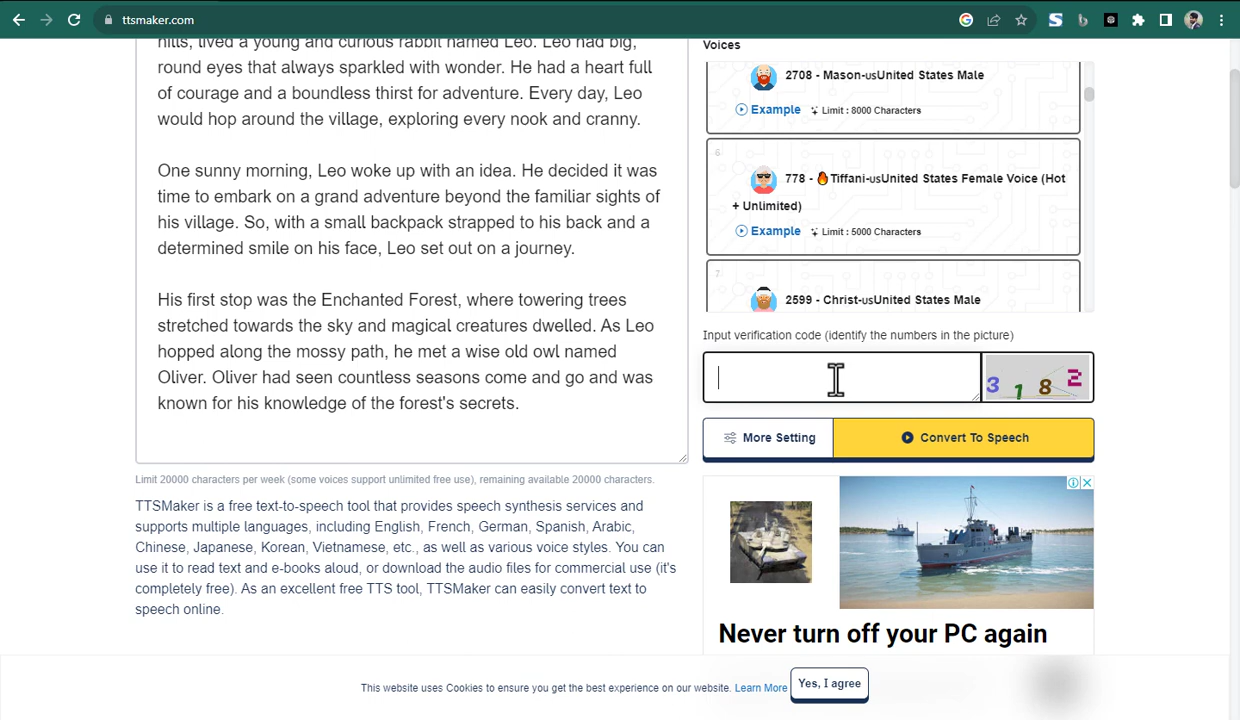 ttsmaker.com
hills, lived a young and curious rabbit named Leo. Leo had big,
round eyes that always sparkled with wonder. He had a heart full
of courage and a boundless thirst for adventure. Every day, Leo
would hop around the village, exploring every nook and cranny.
One sunny morning, Leo woke up with an idea. He decided it was
time to embark on a grand adventure beyond the familiar sights of
his village. So, with a small backpack strapped to his back and a
determined smile on his face, Leo set out on a journey.
His first stop was the Enchanted Forest, where towering trees
stretched towards the sky and magical creatures dwelled. As Leo
hopped along the mossy path, he met a wise old owl named
Oliver. Oliver had seen countless seasons come and go and was
known for his knowledge of the forest's secrets.
Limit 20000 characters per week (some voices support unlimited free use), remaining available 20000 characters.
TTSMaker is a free text-to-speech tool that provides speech synthesis services and
supports multiple languages, including English, French, German, Spanish, Arabic,
Chinese, Japanese, Korean, Vietnamese, etc., as well as various voice styles. You can
use it to read text and e-books aloud, or download the audio files for commercial use (it's
completely free). As an excellent free TTS tool, TTSMaker can easily convert text to
speech online.
Voices
2708 - Mason-usUnited States Male
Example Limit : 8000 Characters
6
778 - 🔥Tiffani-usUnited States Female Voice (Hot
+ Unlimited)
Example Limit : 5000 Characters
7
2599 - Christ-usUnited States Male
Input verification code (identify the numbers in the picture)
3 1 8 2
More Setting
Convert To Speech
Never turn off your PC again
This website uses Cookies to ensure you get the best experience on our website. Learn More
Yes, I agree